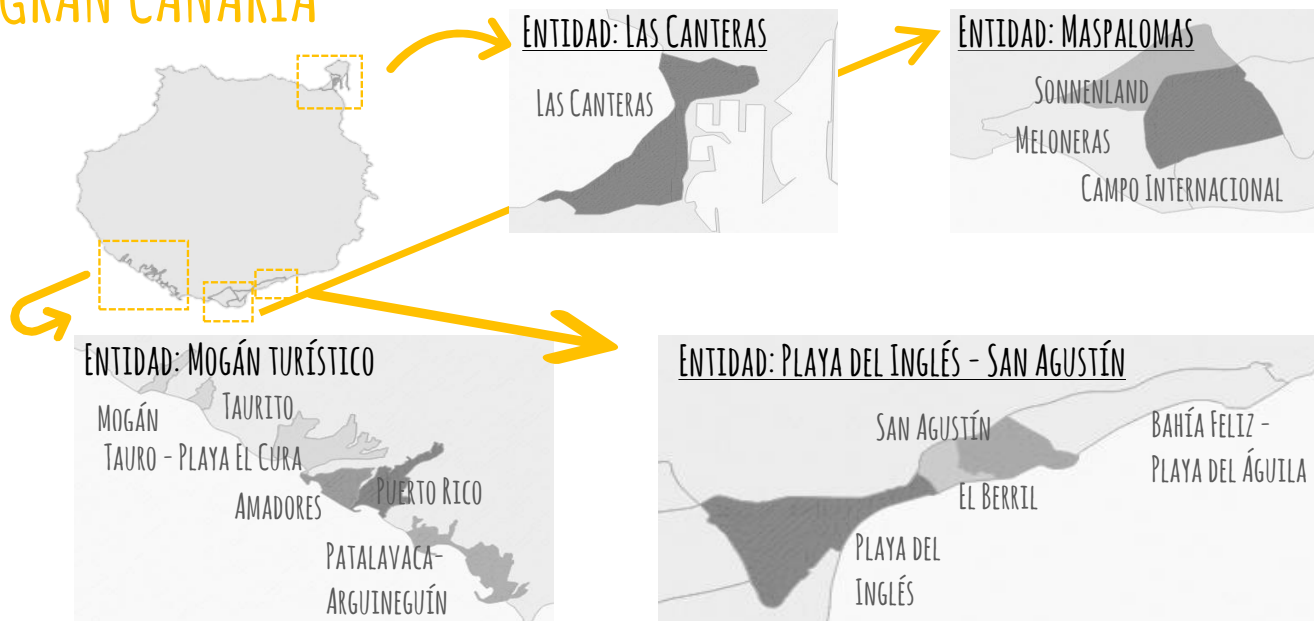 GRAN CANARIA
ENTIDAD: LAS CANTERAS
LAS CANTERAS
ENTIDAD: MASPALOMAS
SONNENLAND
MELONERAS
CAMPO INTERNACIONAL
ENTIDAD: MOGÁN TURÍSTICO
MOGÁN
TAURITO
TAURO - PLAYA EL CURA
AMADORES
PUERTO RICO
PATALAVACA-
ARGUINEGUÍN
ENTIDAD: PLAYA DEL INGLÉS - SAN AGUSTÍN
SAN AGUSTÍN
BAHÍA FELIZ -
PLAYA DEL ÁGUILA
EL BERRIL
PLAYA DEL
INGLÉS